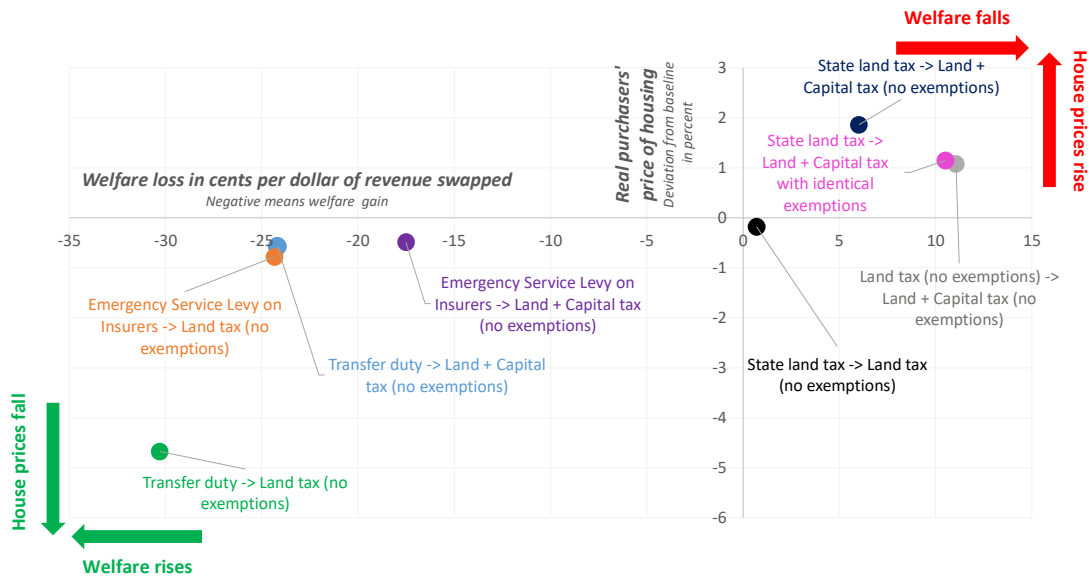 Welfare falls
House prices rise
3
2
1
0
-1
-2
-3
-4
-5
-6
Real purchasers'
price of housing
Deviation from baseline
in percent
State land tax -> Land +
Capital tax (no exemptions)
State land tax ->
Land + Capital tax
with identical
exemptions
Welfare loss in cents per dollar of revenue swapped
Negative means welfare gain
-35 -30 -25 -20 -15 -10 -5 0 5 10 15
Emergency Service Levy on
Insurers -> Land tax (no
exemptions)
Emergency Service Levy on
Insurers -> Land + Capital tax
(no exemptions)
Land tax (no exemptions) ->
Land + Capital tax (no
exemptions)
Transfer duty -> Land + Capital
tax (no exemptions)
State land tax -> Land tax
(no exemptions)
House prices fall
Transfer duty -> Land tax (no
exemptions)
Welfare rises